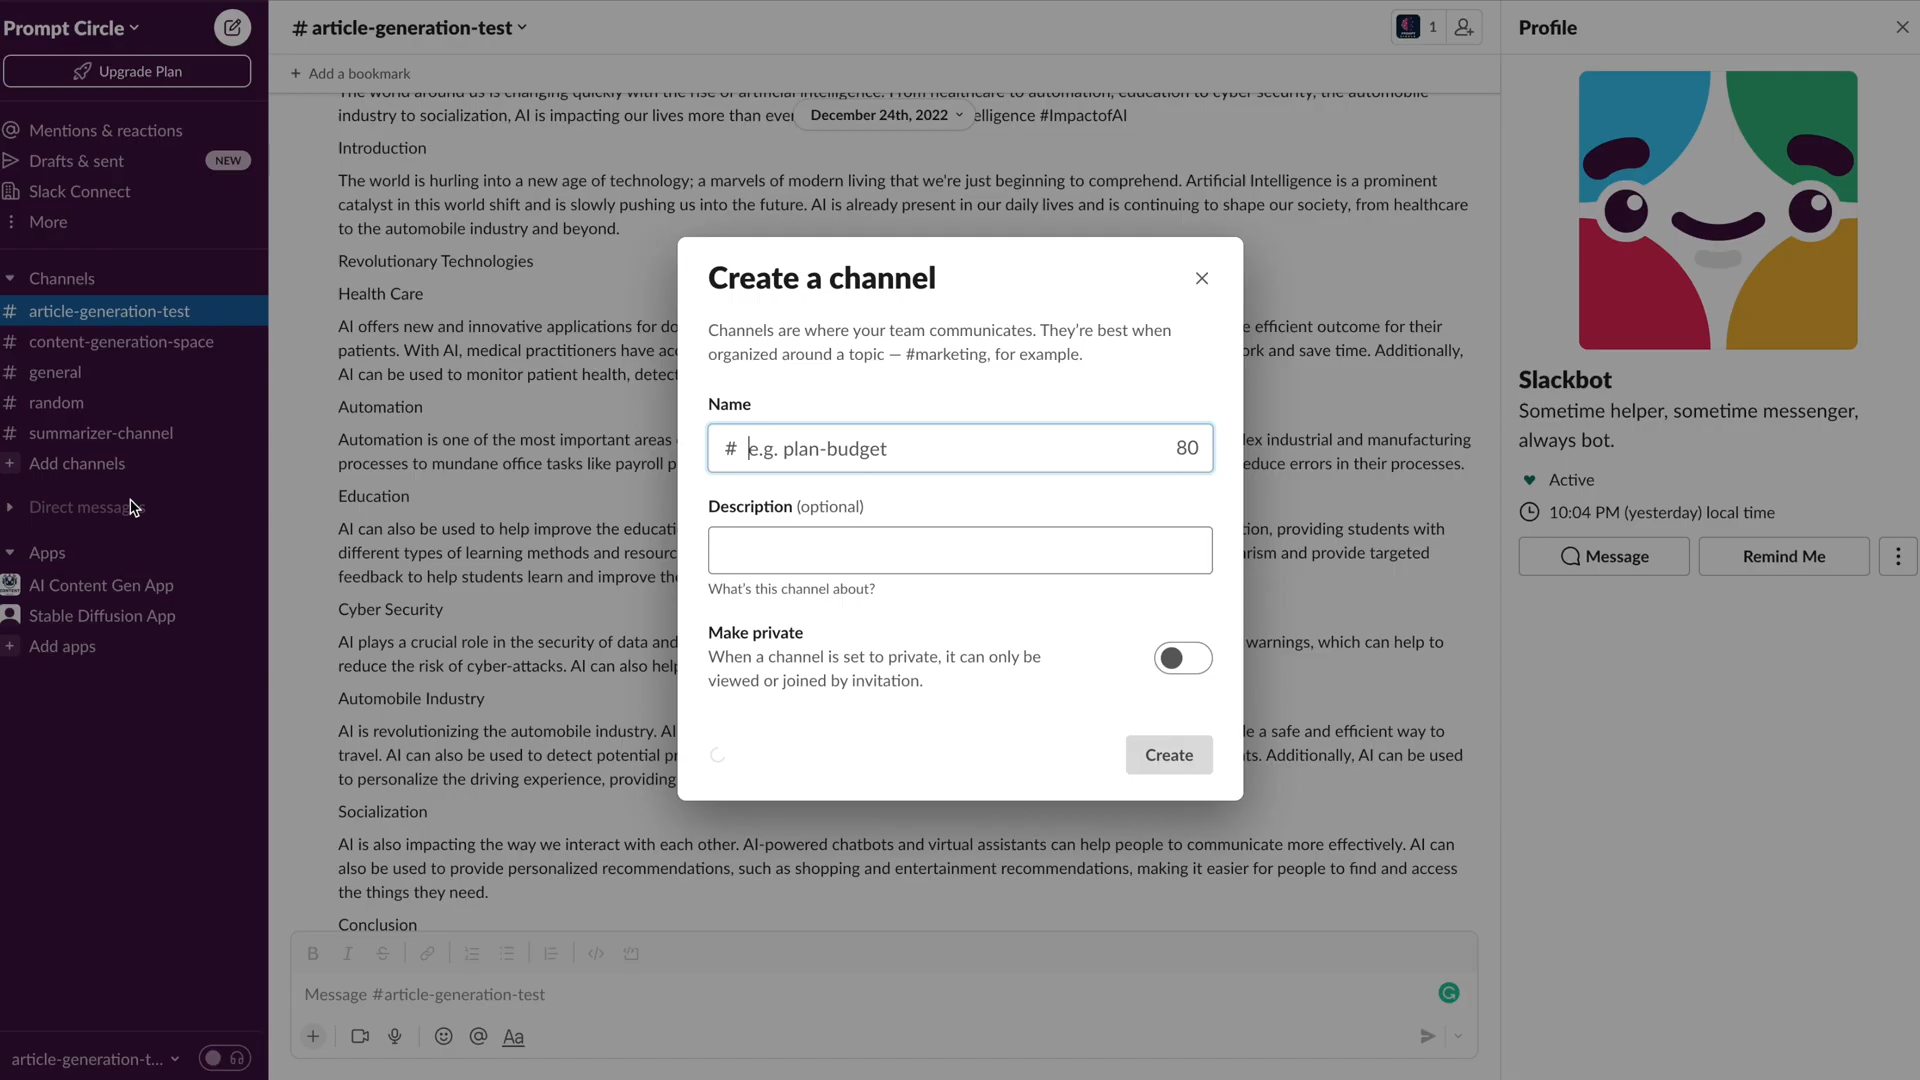 Prompt Circle
Upgrade Plan
Mentions & reactions
Drafts & sent
NEW
Slack Connect
More
Channels
# article-generation-test
# content-generation-space
# general
# random
# summarizer-channel
+ Add channels
Direct messages
Apps
AI Content Gen App
Stable Diffusion App
+ Add apps
article-generation-t...
# article-generation-test
1
+ Add a bookmark
The world around us is changing quickly with the rise of artificial intelligence. From healthcare to automation, education to cyber security, the automobile
industry to socialization, AI is impacting our lives more than ever
December 24th, 2022
elligence #ImpactofAI
Introduction
The world is hurling into a new age of technology; a marvels of modern living that we're just beginning to comprehend. Artificial Intelligence is a prominent
catalyst in this world shift and is slowly pushing us into the future. AI is already present in our daily lives and is continuing to shape our society, from healthcare
to the automobile industry and beyond.
Revolutionary Technologies
Health Care
AI offers new and innovative applications for do
e efficient outcome for their
patients. With AI, medical practitioners have acc
ork and save time. Additionally,
AI can be used to monitor patient health, detect
Automation
Automation is one of the most important areas
lex industrial and manufacturing
processes to mundane office tasks like payroll p
educe errors in their processes.
Education
AI can also be used to help improve the educati
ion, providing students with
different types of learning methods and resourc
arism and provide targeted
feedback to help students learn and improve the
Cyber Security
AI plays a crucial role in the security of data and
warnings, which can help to
reduce the risk of cyber-attacks. AI can also help
Automobile Industry
AI is revolutionizing the automobile industry. AI
le a safe and efficient way to
travel. AI can also be used to detect potential pr
ts. Additionally, AI can be used
to personalize the driving experience, providing
Socialization
AI is also impacting the way we interact with each other. AI-powered chatbots and virtual assistants can help people to communicate more effectively. AI can
also be used to provide personalized recommendations, such as shopping and entertainment recommendations, making it easier for people to find and access
the things they need.
Conclusion
Message #article-generation-test
Create a channel
Channels are where your team communicates. They're best when
organized around a topic — #marketing, for example.
Name
# e.g. plan-budget
80
Description (optional)
What's this channel about?
Make private
When a channel is set to private, it can only be
viewed or joined by invitation.
Create
Profile
Slackbot
Sometime helper, sometime messenger,
always bot.
Active
10:04 PM (yesterday) local time
Message
Remind Me